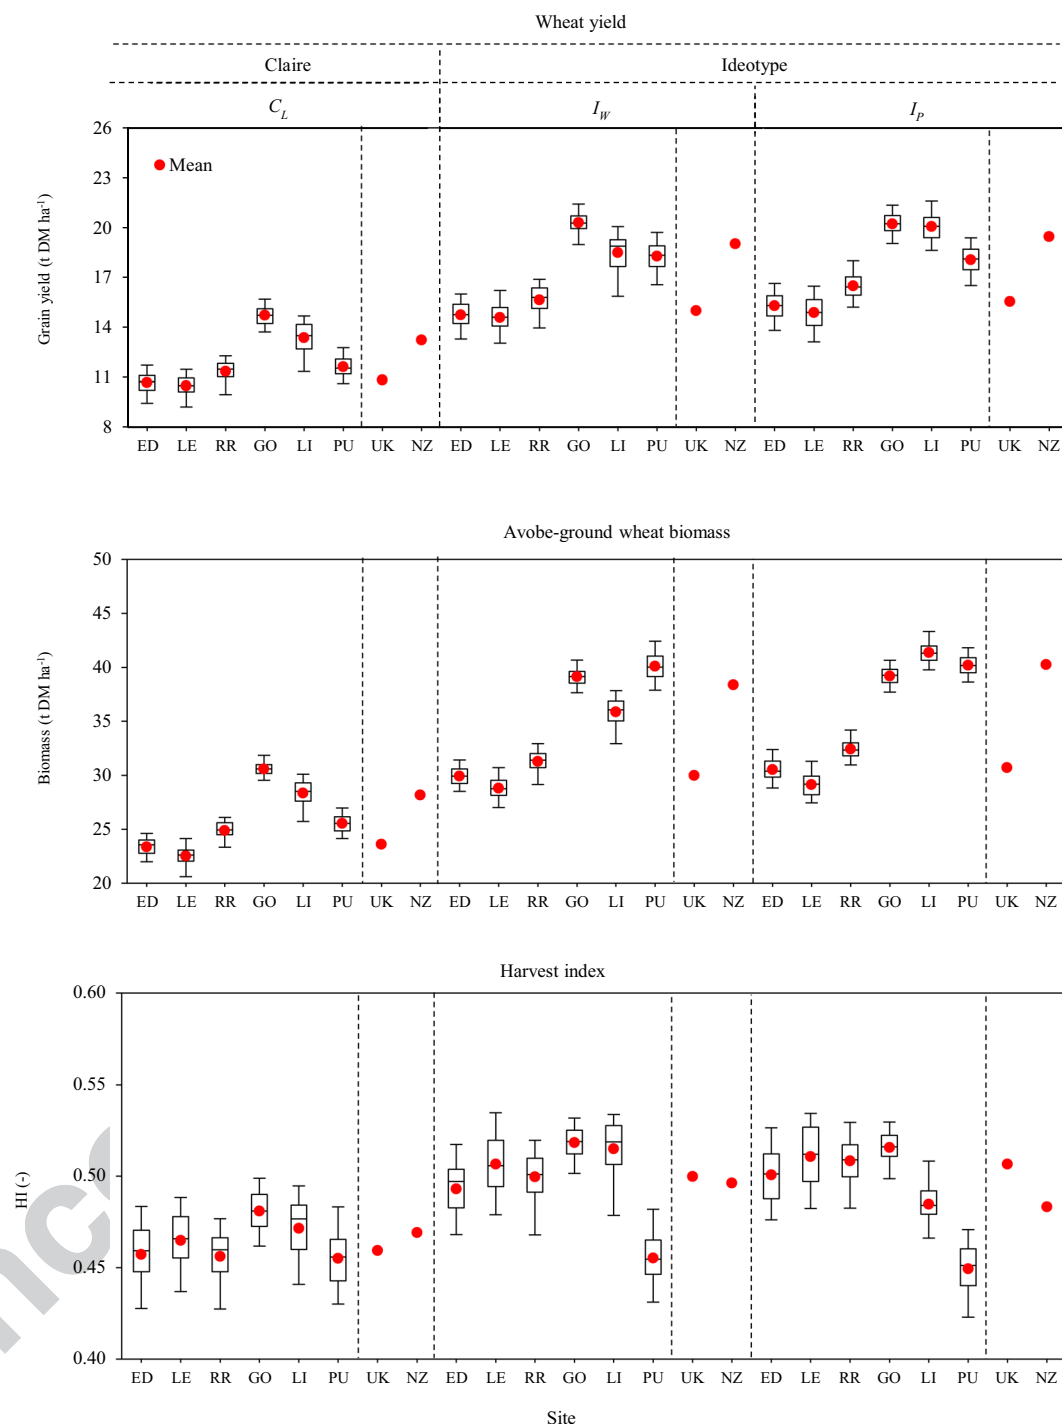 Wheat yield
Claire Ideotype
C_L I_W I_P
Grain yield (t DM ha⁻¹)
26
23
20
17
14
11
8
Mean
ED LE RR GO LI PU UK NZ ED LE RR GO LI PU UK NZ ED LE RR GO LI PU UK NZ
Avobe-ground wheat biomass
Biomass (t DM ha⁻¹)
50
45
40
35
30
25
20
ED LE RR GO LI PU UK NZ ED LE RR GO LI PU UK NZ ED LE RR GO LI PU UK NZ
Harvest index
HI (-)
0.60
0.55
0.50
0.45
0.40
ED LE RR GO LI PU UK NZ ED LE RR GO LI PU UK NZ ED LE RR GO LI PU UK NZ
Site